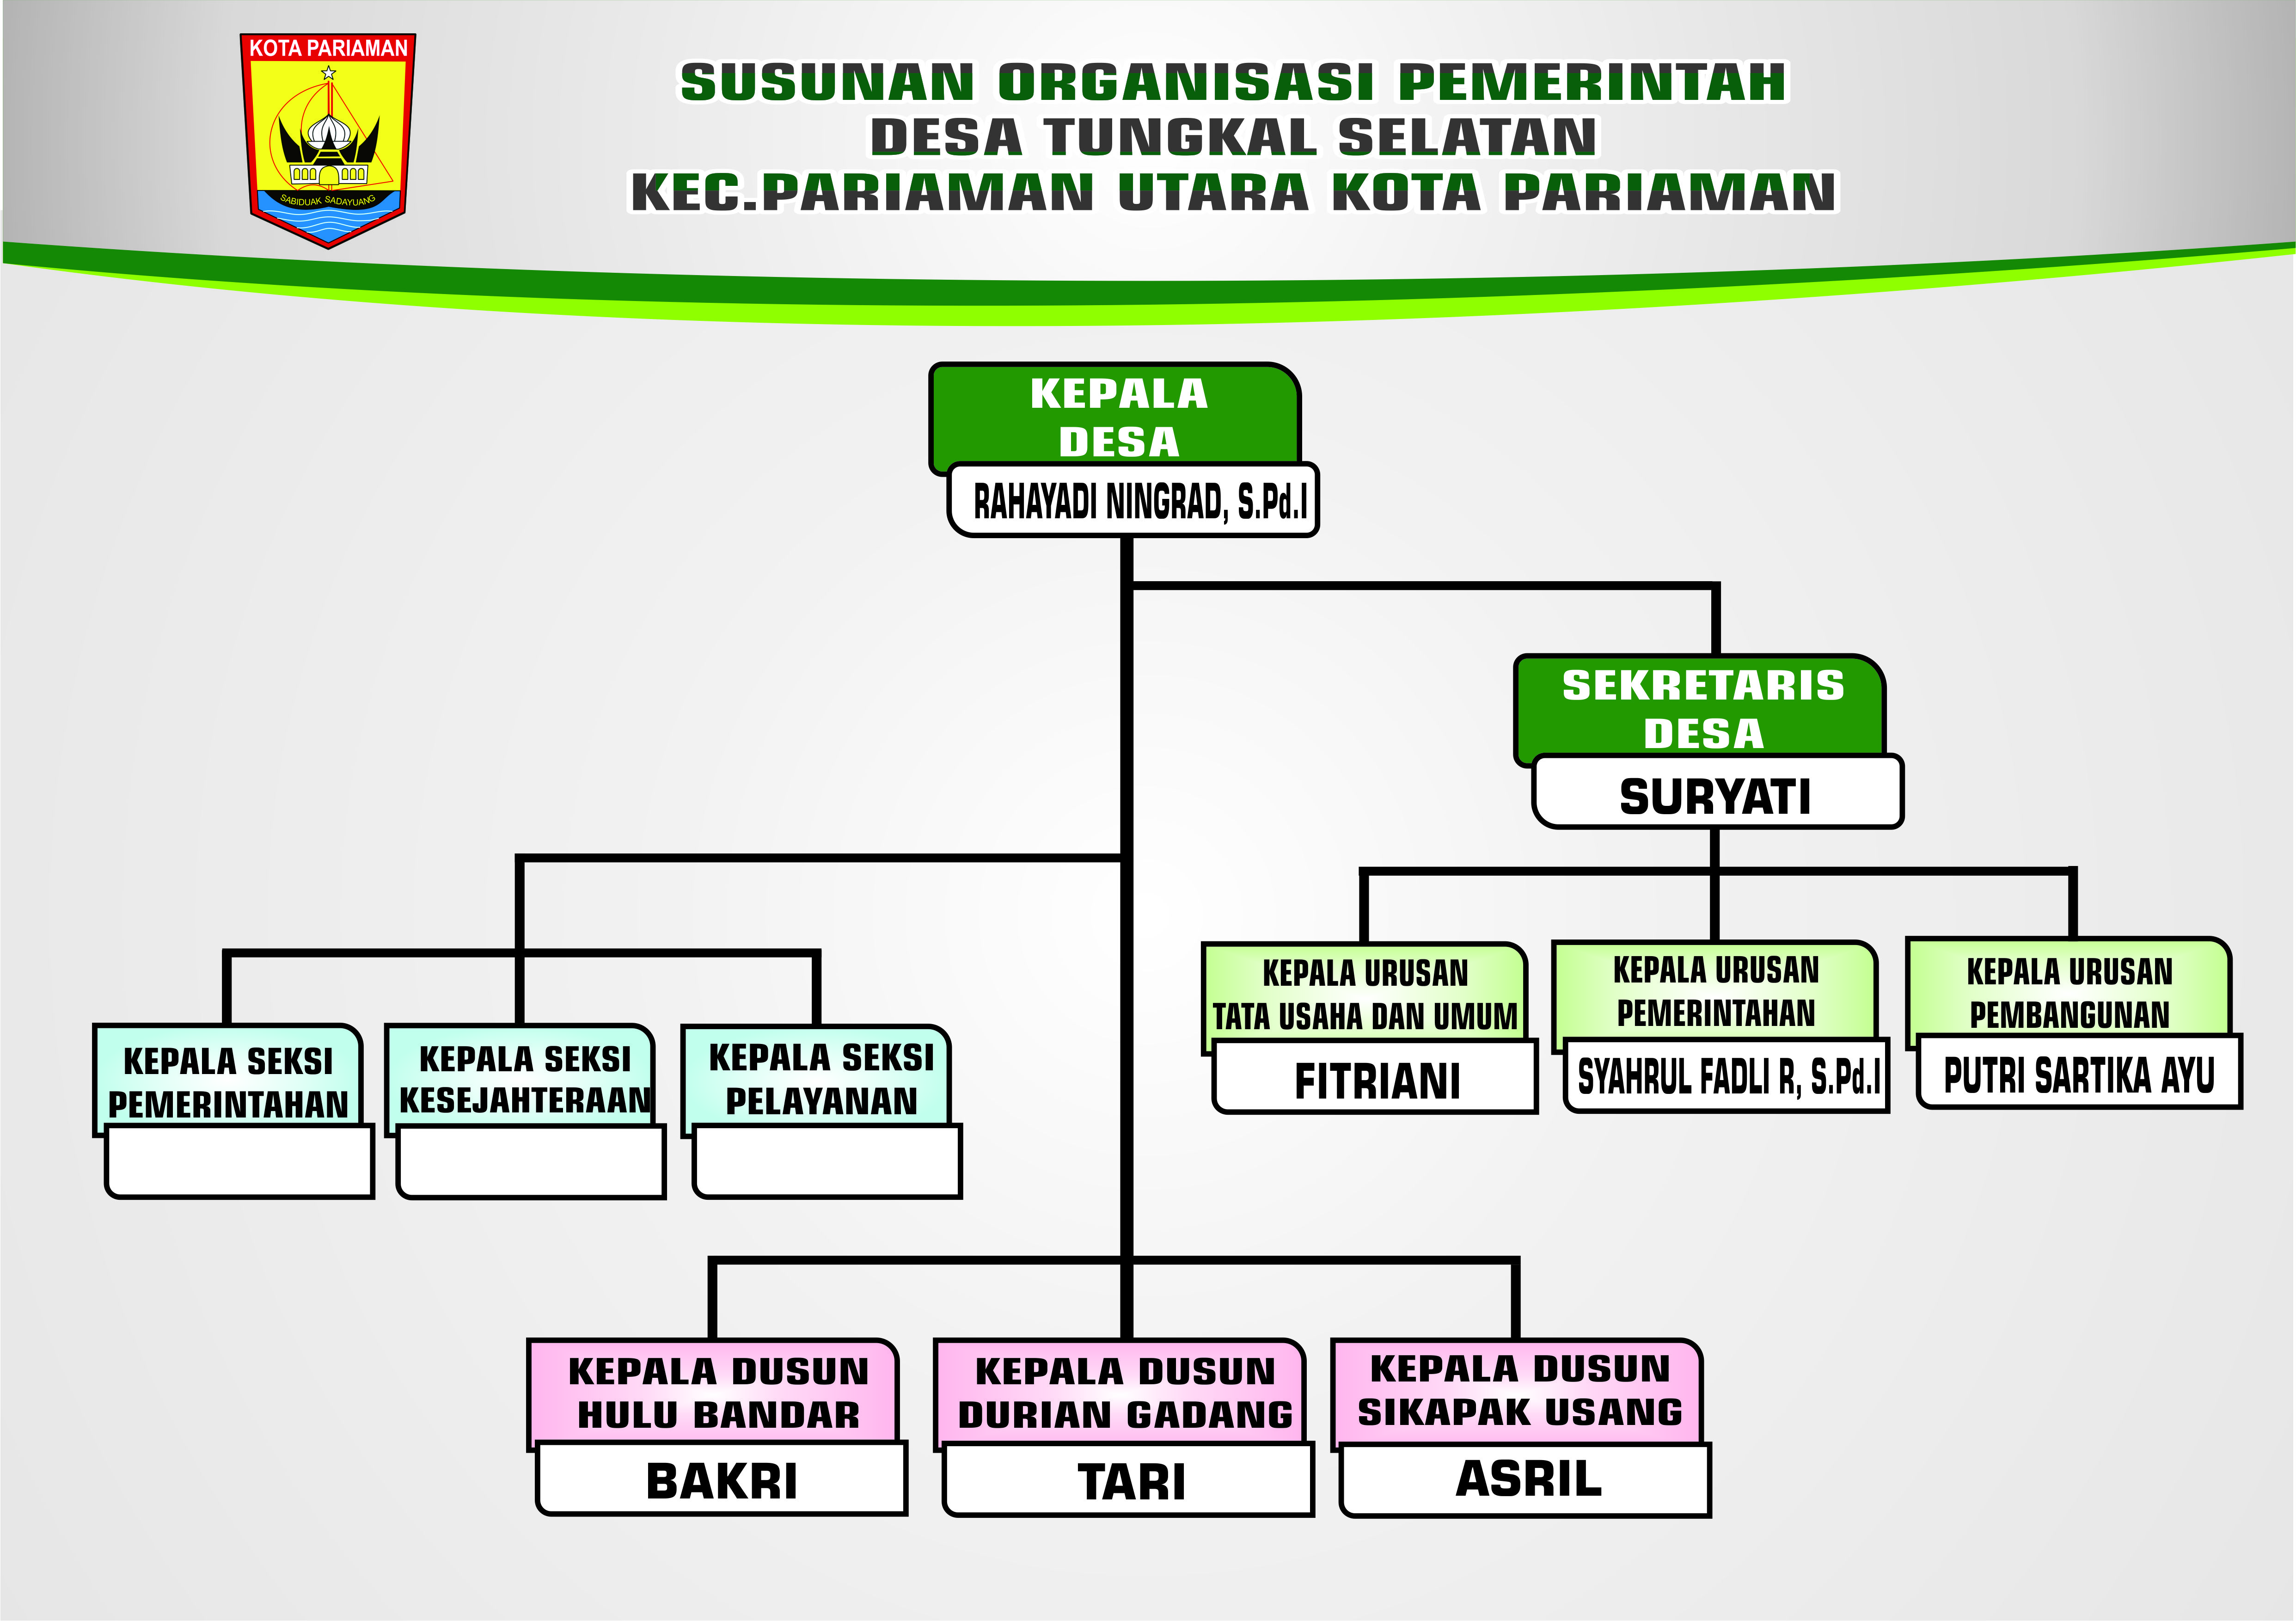 KOTA PARIAMAN
SABIDUAK SADAYUANG
SUSUNAN ORGANISASI PEMERINTAH
DESA TUNGKAL SELATAN
KEC.PARIAMAN UTARA KOTA PARIAMAN
KEPALA
DESA
RAHAYADI NINGRAD, S.Pd.I
SEKRETARIS
DESA
SURYATI
KEPALA URUSAN
TATA USAHA DAN UMUM
FITRIANI
KEPALA URUSAN
PEMERINTAHAN
SYAHRUL FADLI R, S.Pd.I
KEPALA URUSAN
PEMBANGUNAN
PUTRI SARTIKA AYU
KEPALA SEKSI
PEMERINTAHAN
KEPALA SEKSI
KESEJAHTERAAN
KEPALA SEKSI
PELAYANAN
KEPALA DUSUN
HULU BANDAR
BAKRI
KEPALA DUSUN
DURIAN GADANG
TARI
KEPALA DUSUN
SIKAPAK USANG
ASRIL